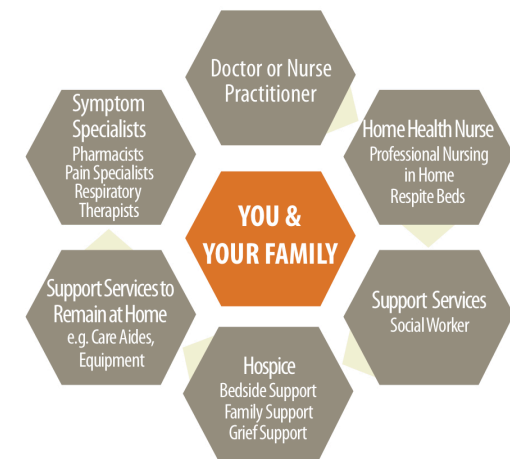 Doctor or Nurse
Practitioner
Home Health Nurse
Professional Nursing
in Home
Respite Beds
Support Services
Social Worker
Hospice
Bedside Support
Family Support
Grief Support
Support Services to
Remain at Home
e.g. Care Aides,
Equipment
Symptom
Specialists
Pharmacists
Pain Specialists
Respiratory
Therapists
YOU &
YOUR FAMILY